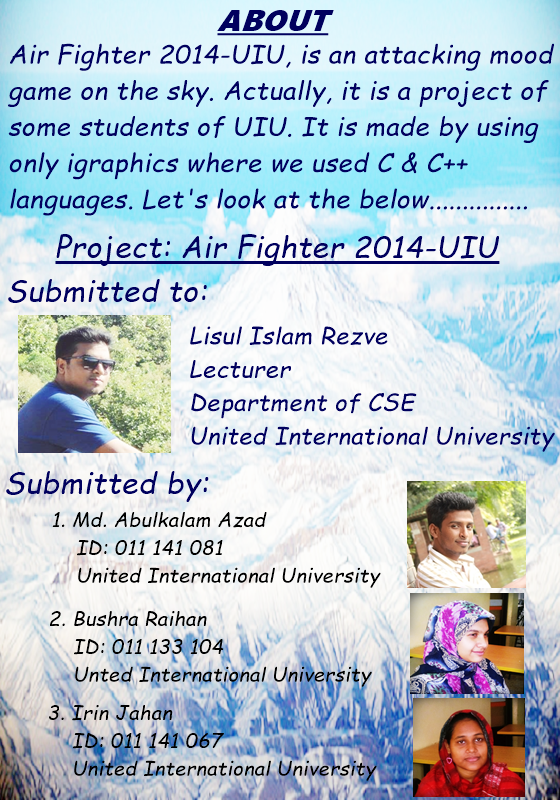 ABOUT
Air Fighter 2014-UIU, is an attacking mood
game on the sky. Actually, it is a project of
some students of UIU. It is made by using
only igraphics where we used C & C++
languages. Let's look at the below...............
Project: Air Fighter 2014-UIU
Submitted to:
Lisul Islam Rezve
Lecturer
Department of CSE
United International University
Submitted by:
1. Md. Abulkalam Azad
ID: 011 141 081
United International University
2. Bushra Raihan
ID: 011 133 104
Unted International University
3. Irin Jahan
ID: 011 141 067
United International University